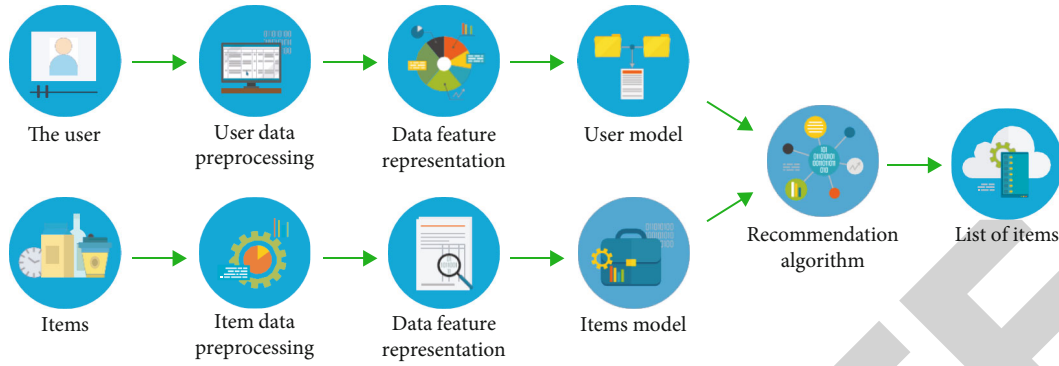 The user
User data
preprocessing
Data feature
representation
User model
Items
Item data
preprocessing
Data feature
representation
Items model
Recommendation
algorithm
List of items